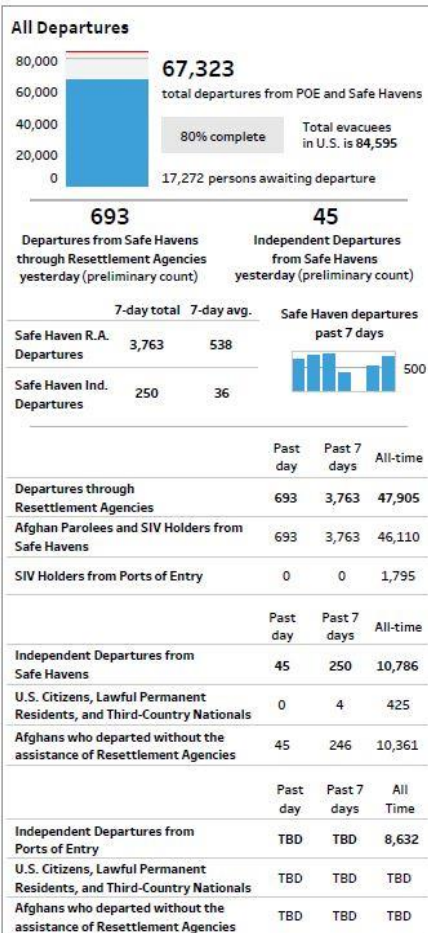 All Departures
80,000
60,000
40,000
20,000
0
67,323
total departures from POE and Safe Havens
80% complete
Total evacuees
in U.S. is 84,595
17,272 persons awaiting departure
693
Departures from Safe Havens
through Resettlement Agencies
yesterday (preliminary count)
45
Independent Departures
from Safe Havens
yesterday (preliminary count)
7-day total 7-day avg.
Safe Haven R.A.
Departures 3,763 538
Safe Haven Ind.
Departures 250 36
Safe Haven departures
past 7 days
500
Past day Past 7 days All-time
Departures through
Resettlement Agencies 693 3,763 47,905
Afghan Parolees and SIV Holders from
Safe Havens 693 3,763 46,110
SIV Holders from Ports of Entry 0 0 1,795
Past day Past 7 days All-time
Independent Departures from
Safe Havens 45 250 10,786
U.S. Citizens, Lawful Permanent
Residents, and Third-Country Nationals 0 4 425
Afghans who departed without the
assistance of Resettlement Agencies 45 246 10,361
Past day Past 7 days All Time
Independent Departures from
Ports of Entry TBD TBD 8,632
U.S. Citizens, Lawful Permanent
Residents, and Third-Country Nationals TBD TBD TBD
Afghans who departed without the
assistance of Resettlement Agencies TBD TBD TBD